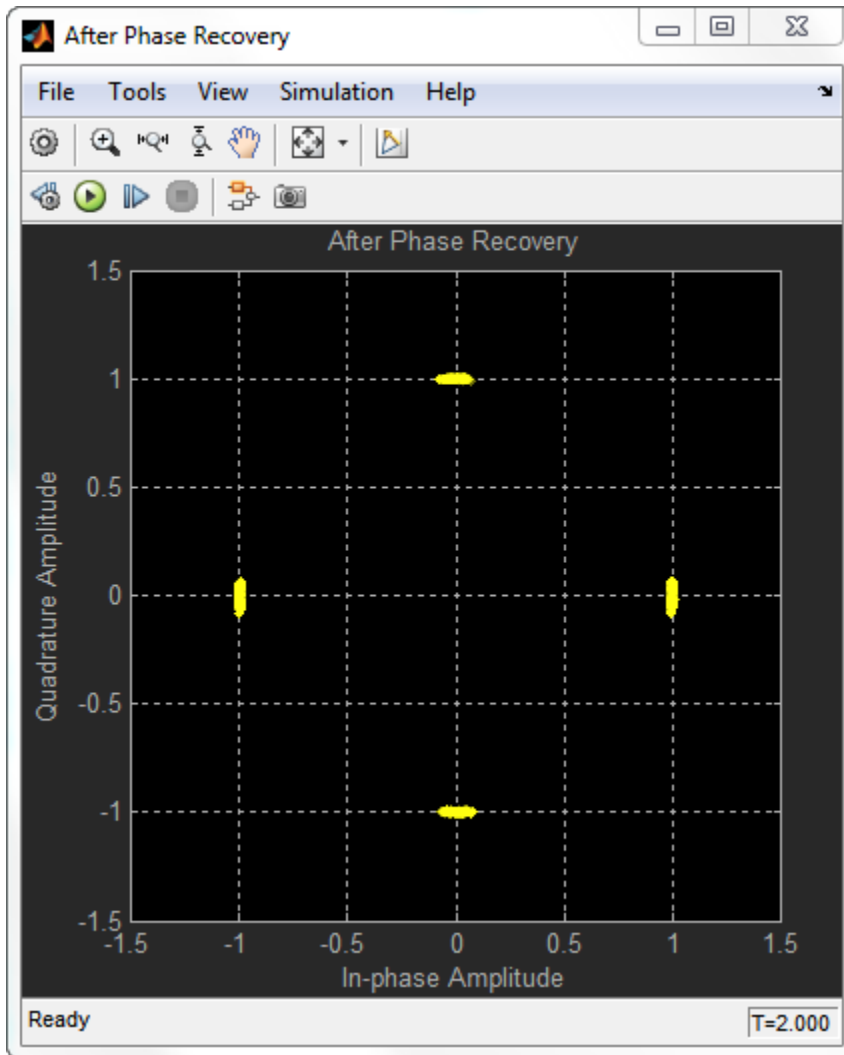 After Phase Recovery
File Tools View Simulation Help
After Phase Recovery
1.5
1
0.5
0
-0.5
-1
-1.5
Quadrature Amplitude
-1.5 -1 -0.5 0 0.5 1 1.5
In-phase Amplitude
Ready T=2.000